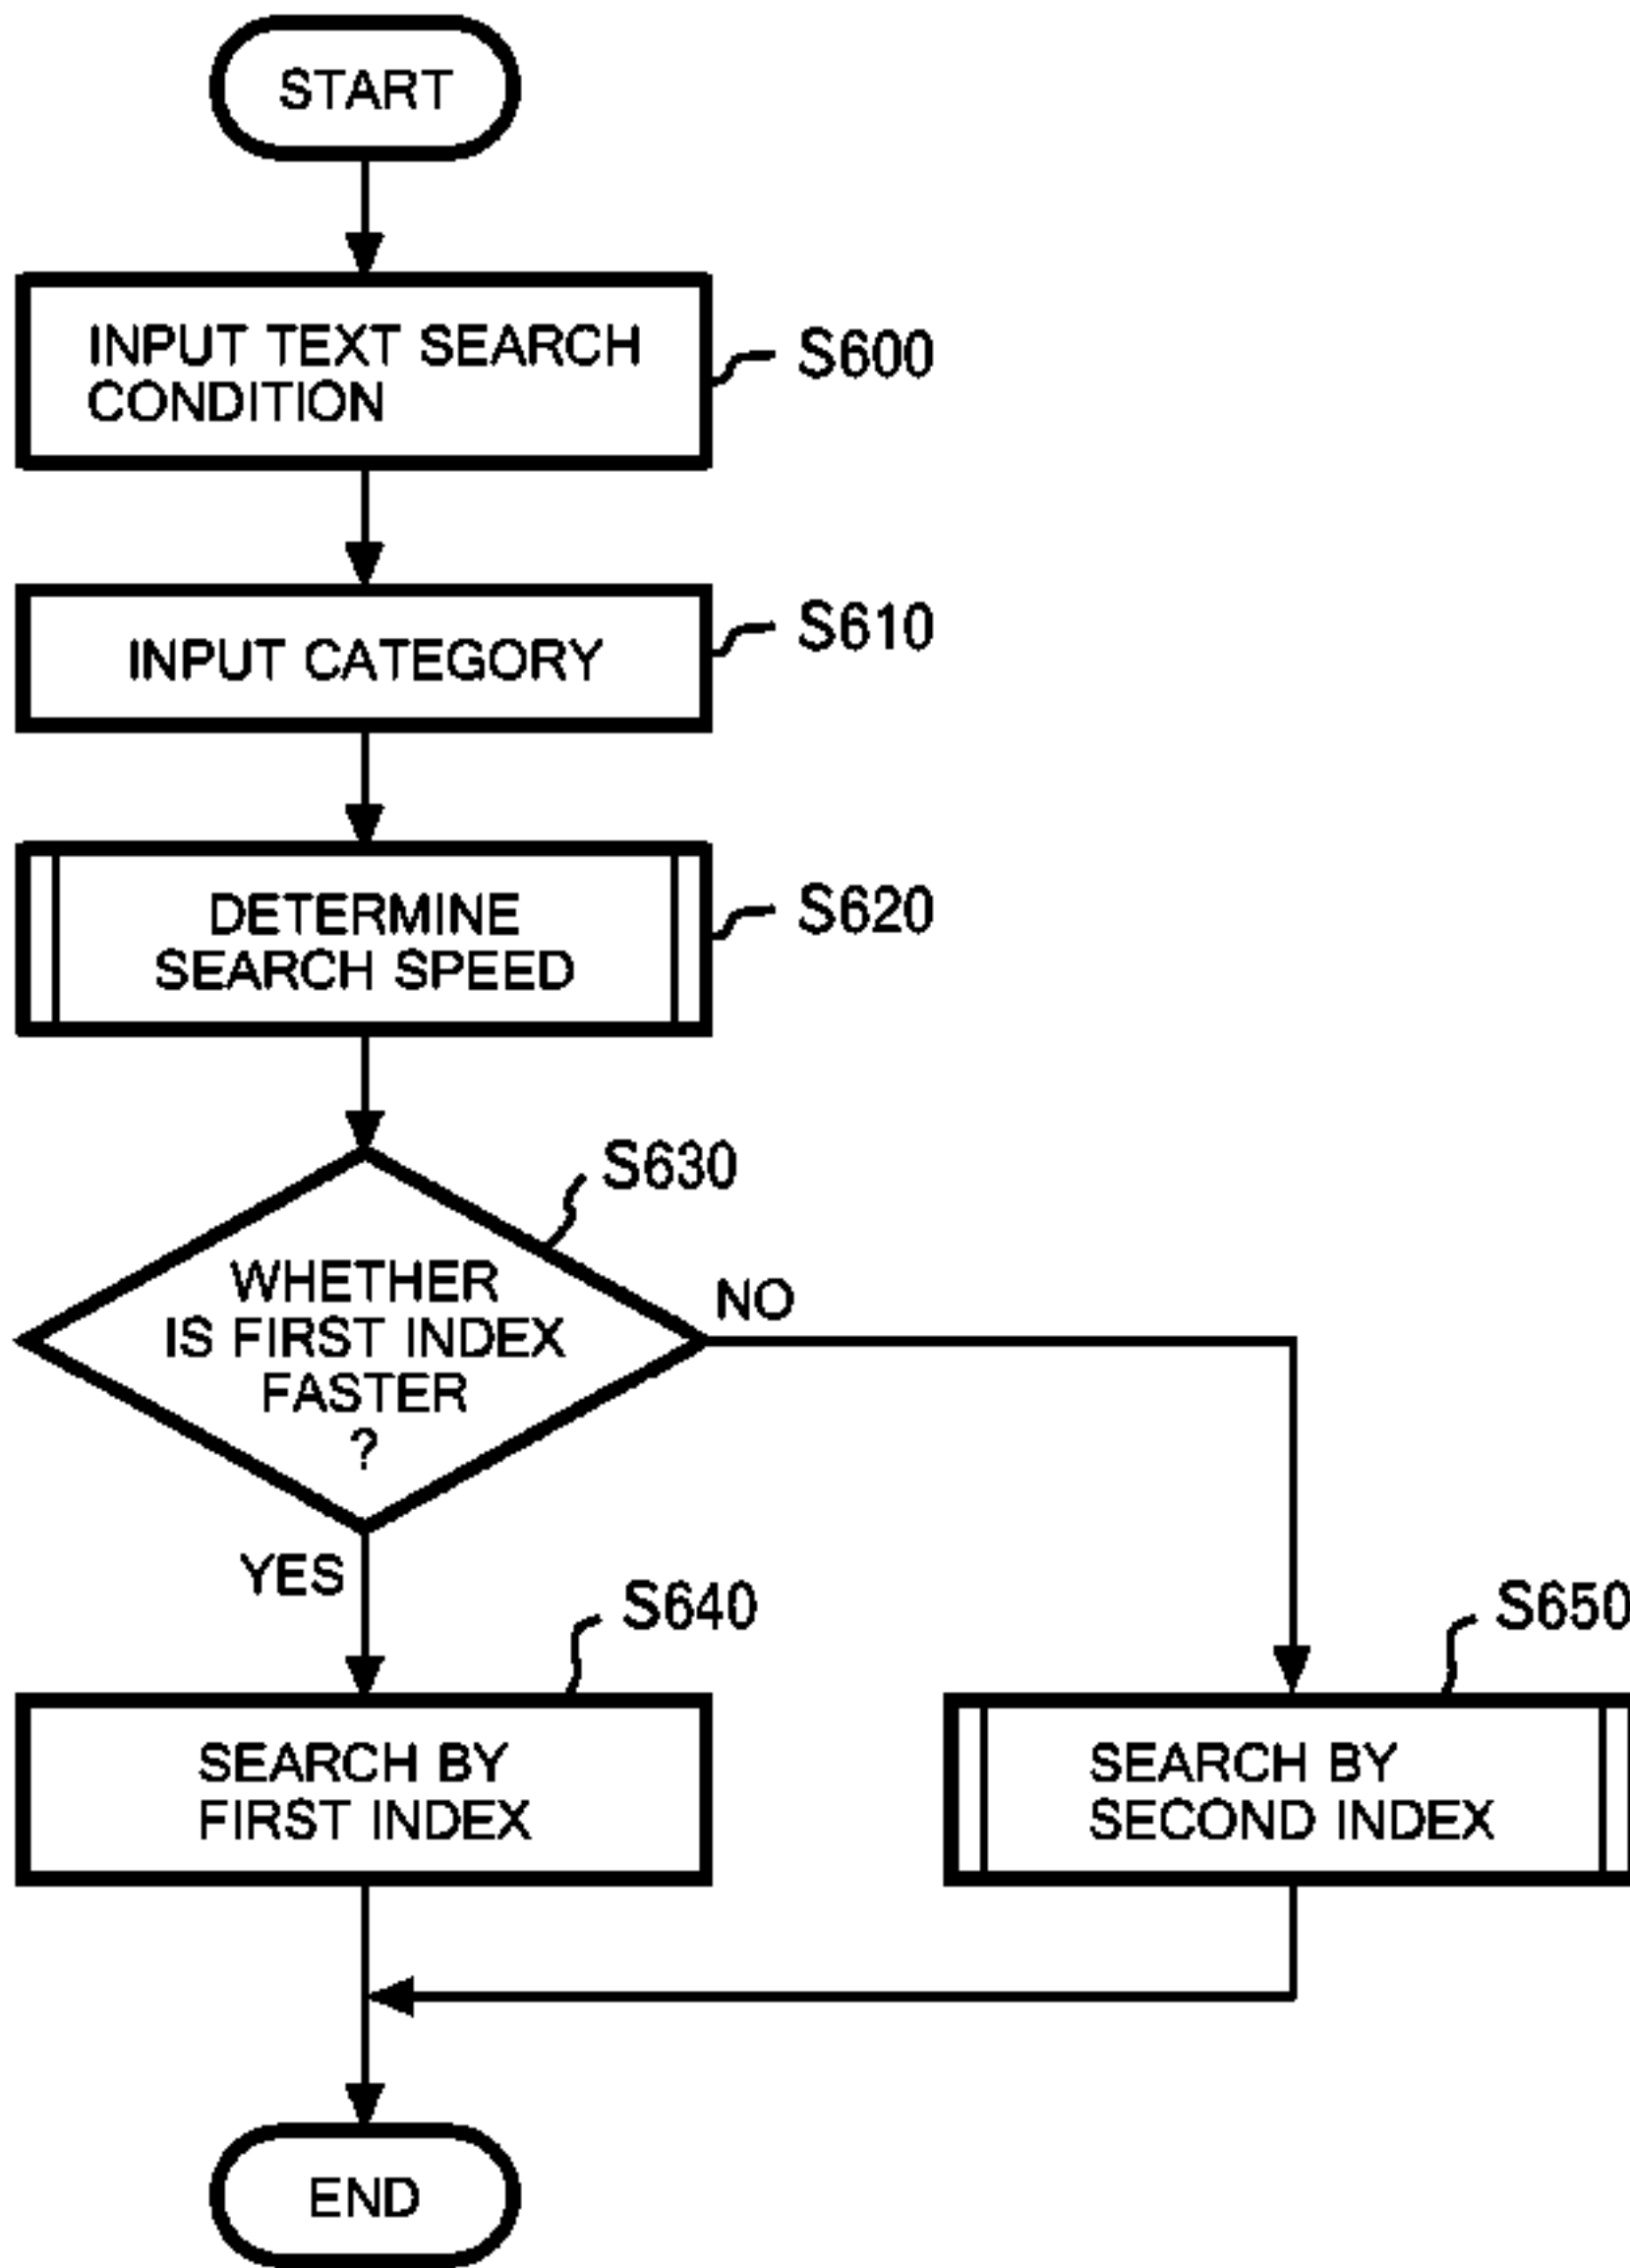 START
INPUT TEXT SEARCH
CONDITION
S600
INPUT CATEGORY
S610
DETERMINE
SEARCH SPEED
S620
S630
WHETHER
IS FIRST INDEX
FASTER
?
NO
YES
S640
SEARCH BY
FIRST INDEX
S650
SEARCH BY
SECOND INDEX
END